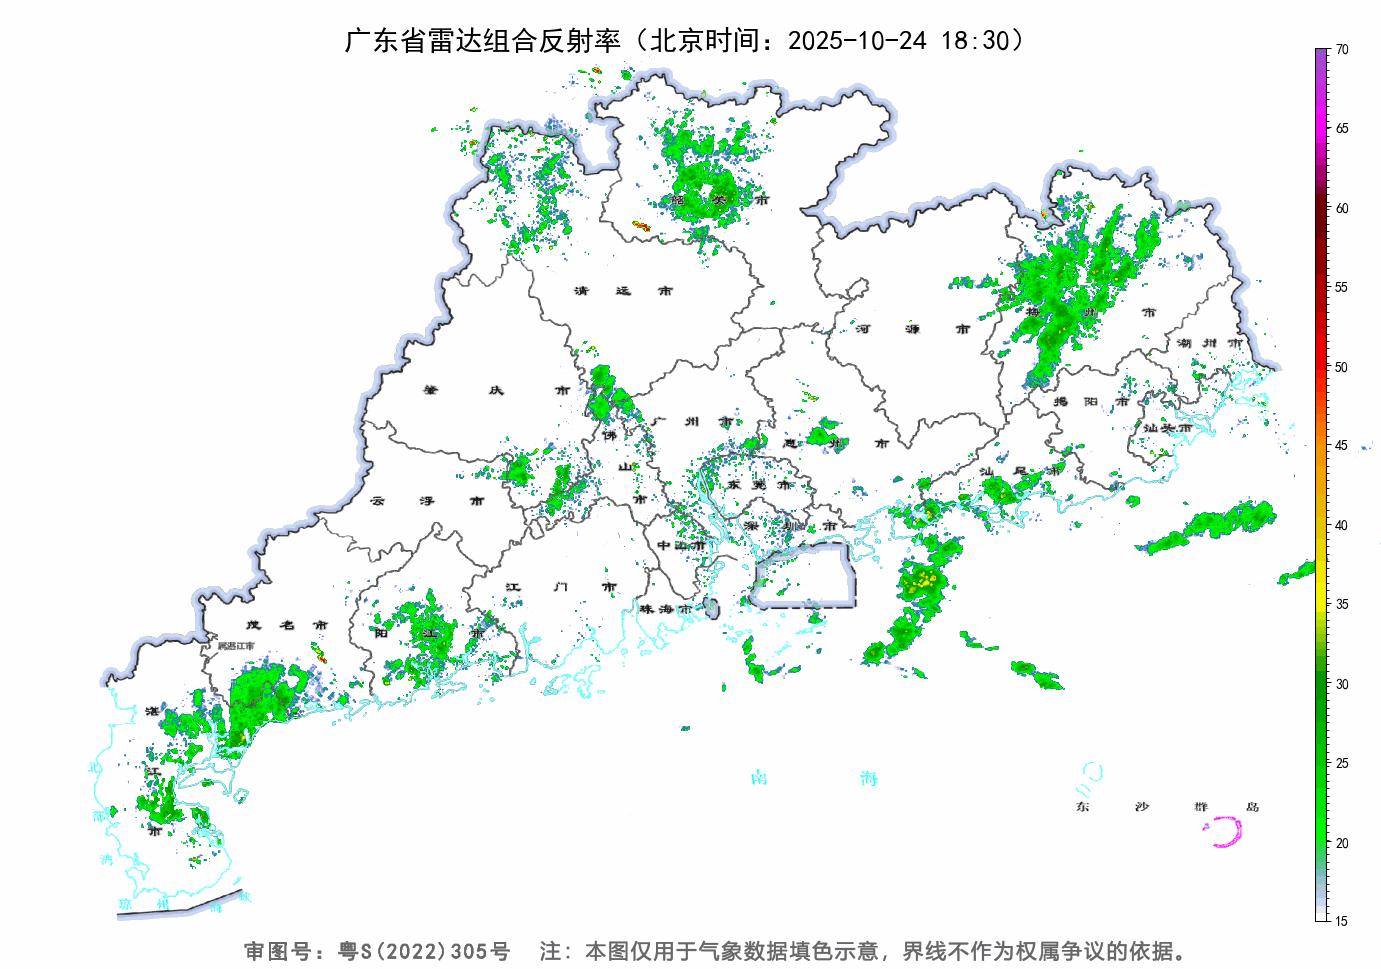 广东省雷达组合反射率（北京时间：2025-10-24 18:30）
70
65
60
55
50
45
40
35
30
25
20
15
韶关市
清远市
河源市
梅州市
潮州市
肇庆市
广州市
惠州市
揭阳市
汕头市
佛山市
云浮市
东莞市
汕尾市
深圳市
中山市
江门市
珠海市
茂名市
阳江市
属湛江市
湛江市
南海
东沙群岛
北部湾
琼州海峡
审图号：粤S(2022)305号 注：本图仅用于气象数据填色示意，界线不作为权属争议的依据。